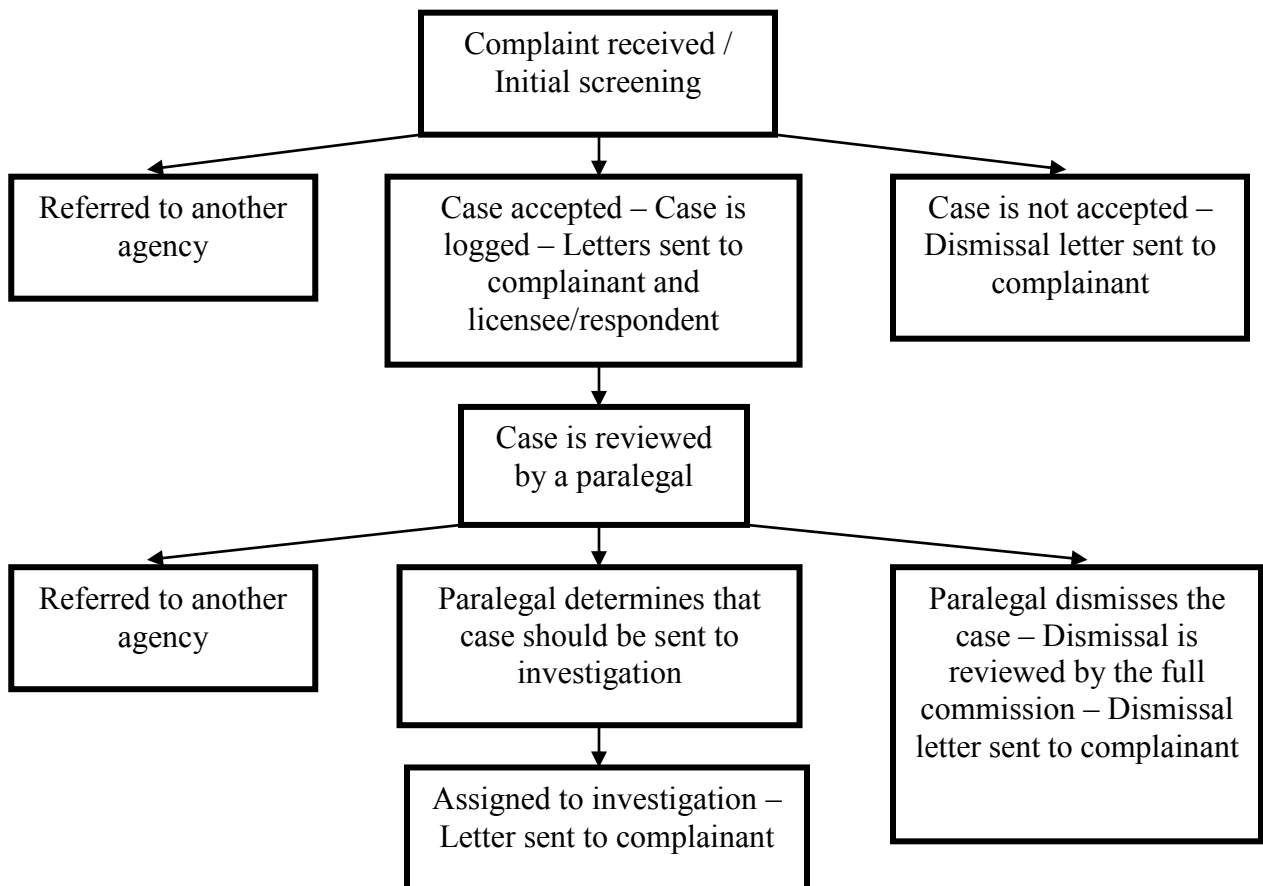 Complaint received /
Initial screening
Referred to another
agency
Case accepted – Case is
logged – Letters sent to
complainant and
licensee/respondent
Case is not accepted –
Dismissal letter sent to
complainant
Case is reviewed
by a paralegal
Referred to another
agency
Paralegal determines that
case should be sent to
investigation
Paralegal dismisses the
case – Dismissal is
reviewed by the full
commission – Dismissal
letter sent to complainant
Assigned to investigation –
Letter sent to complainant